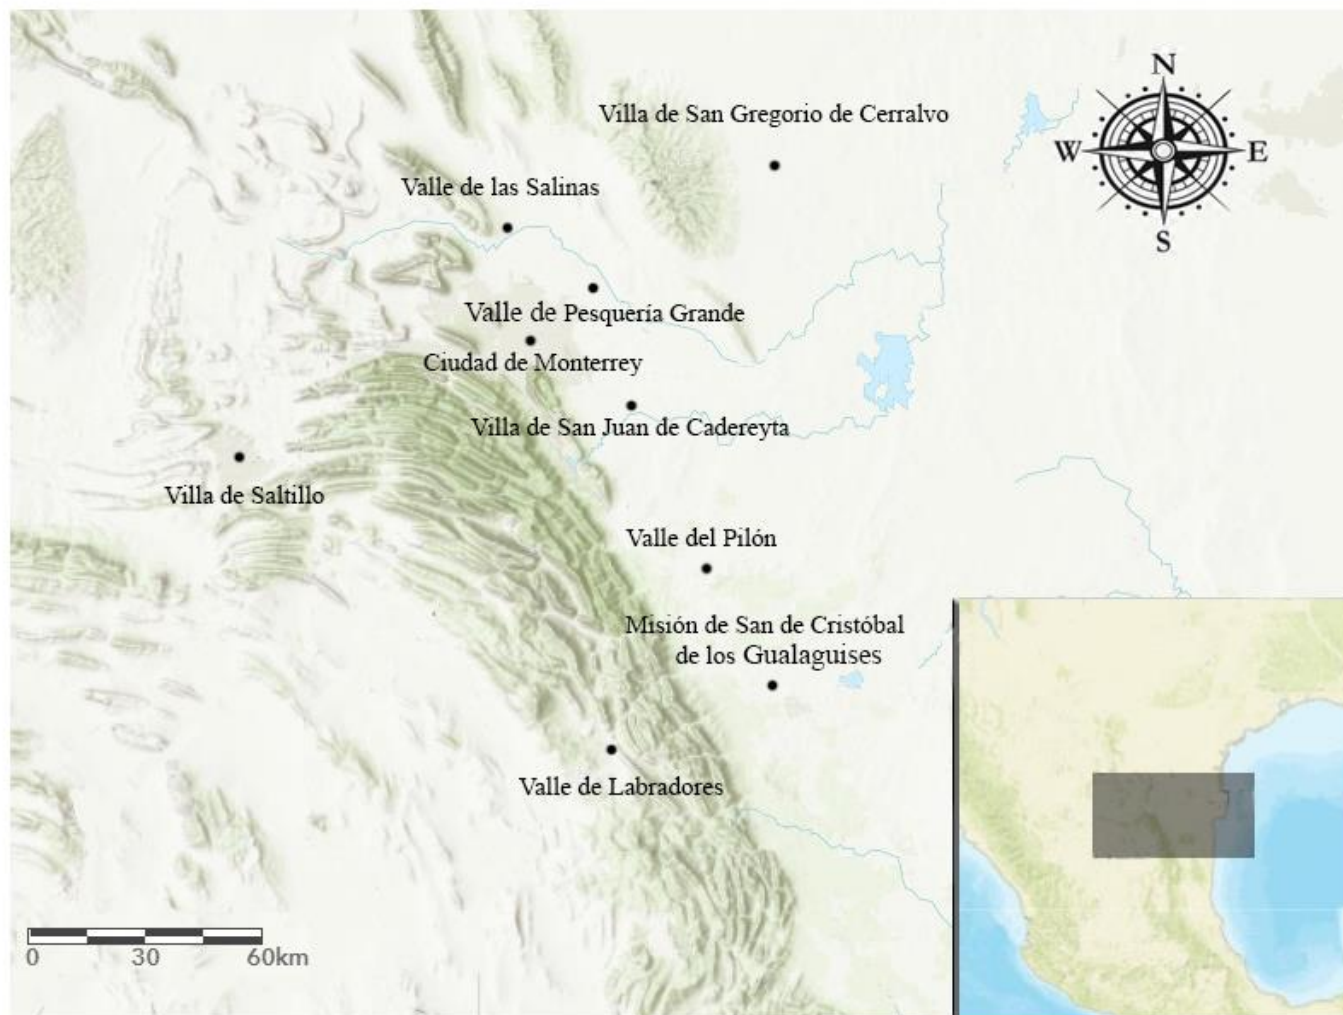 N
Villa de San Gregorio de Cerralvo
W
E
Valle de las Salinas
S
Valle de Pesquería Grande
Ciudad de Monterrey
Villa de San Juan de Cadereyta
Villa de Saltillo
Valle del Pilón
Misión de San de Cristóbal
de los Gualaguises
Valle de Labradores
0 30 60km